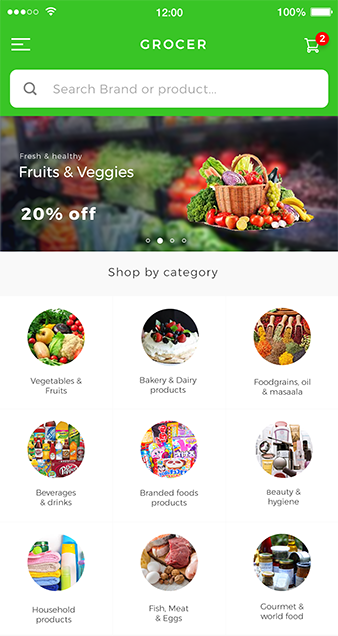 12:00
100%
GROCER
2
Search Brand or product...
Fresh & healthy
Fruits & Veggies
20% off
Shop by category
Vegetables &
Fruits
Bakery & Dairy
products
Foodgrains, oil
& masaala
Beverages
& drinks
Branded foods
products
Beauty &
hygiene
Household
products
Fish, Meat
& Eggs
Gourmet &
world food